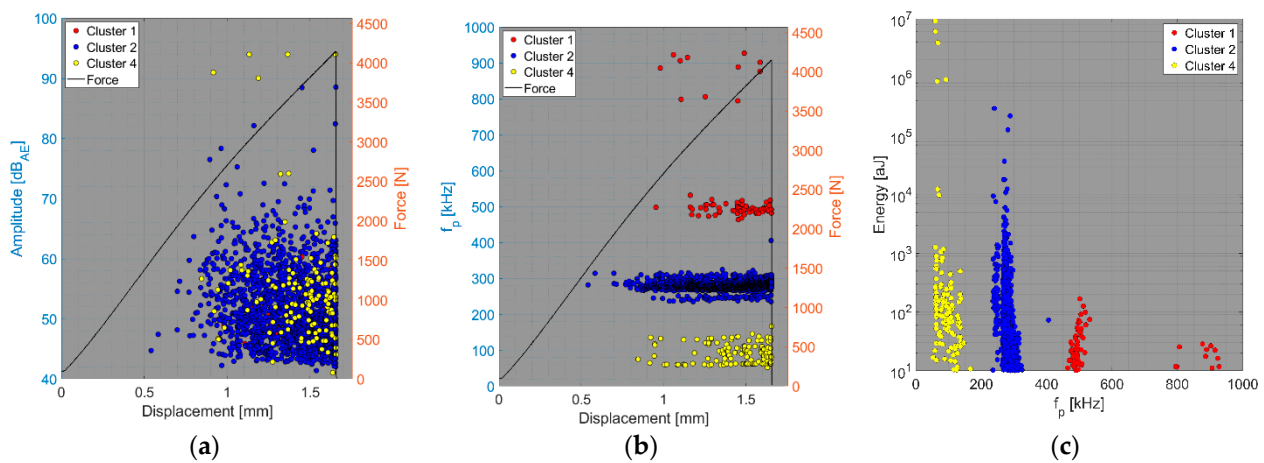 100
90
80
70
60
50
40
Amplitude [dB_AE]
Cluster 1
Cluster 2
Cluster 4
Force
4500
4000
3500
3000
2500
2000
1500
1000
500
0
Force [N]
0
0.5
1
1.5
Displacement [mm]
(a)
1000
900
800
700
600
500
400
300
200
100
0
f_p [kHz]
Cluster 1
Cluster 2
Cluster 4
Force
4500
4000
3500
3000
2500
2000
1500
1000
500
0
Force [N]
0
0.5
1
1.5
Displacement [mm]
(b)
10^7
10^6
10^5
10^4
10^3
10^2
10^1
Energy [aJ]
Cluster 1
Cluster 2
Cluster 4
0
200
400
600
800
1000
f_p [kHz]
(c)